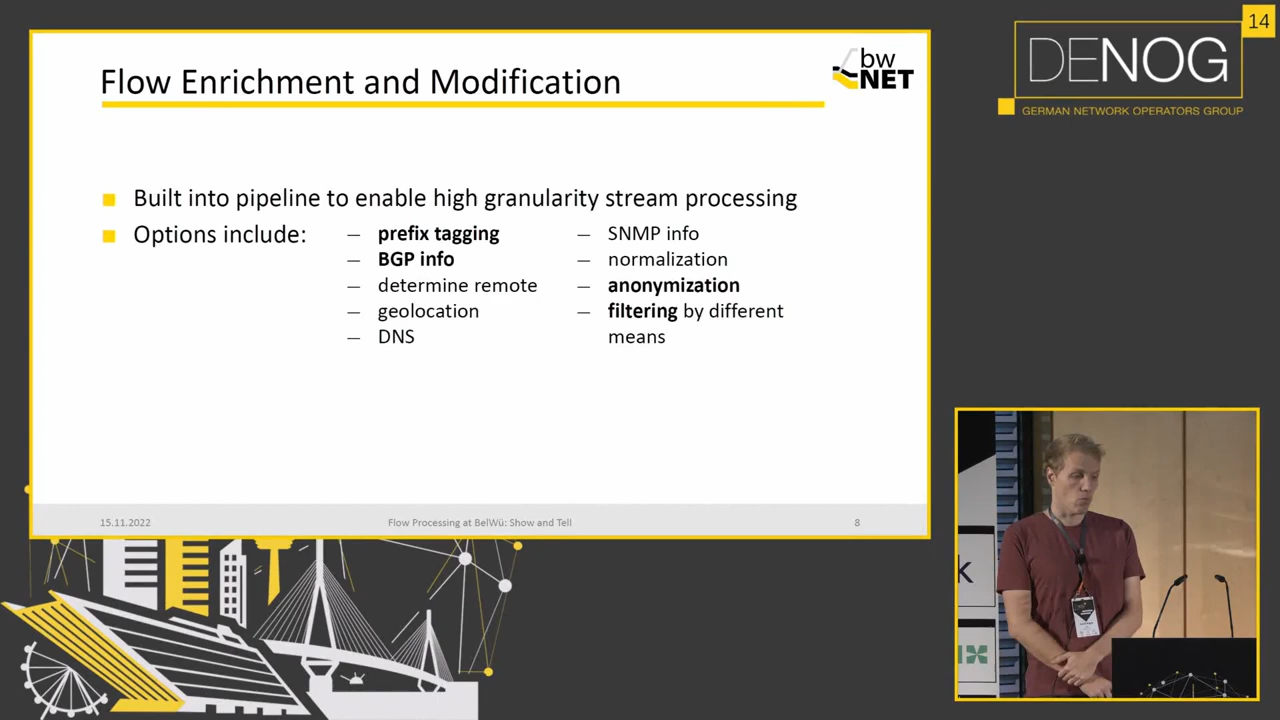 14
DENOG
GERMAN NETWORK OPERATORS GROUP
Flow Enrichment and Modification
bw
NET
■ Built into pipeline to enable high granularity stream processing
■ Options include:
— prefix tagging
— BGP info
— determine remote
— geolocation
— DNS
— SNMP info
— normalization
— anonymization
— filtering by different
means
15.11.2022
Flow Processing at BelWü: Show and Tell
8
K
IX